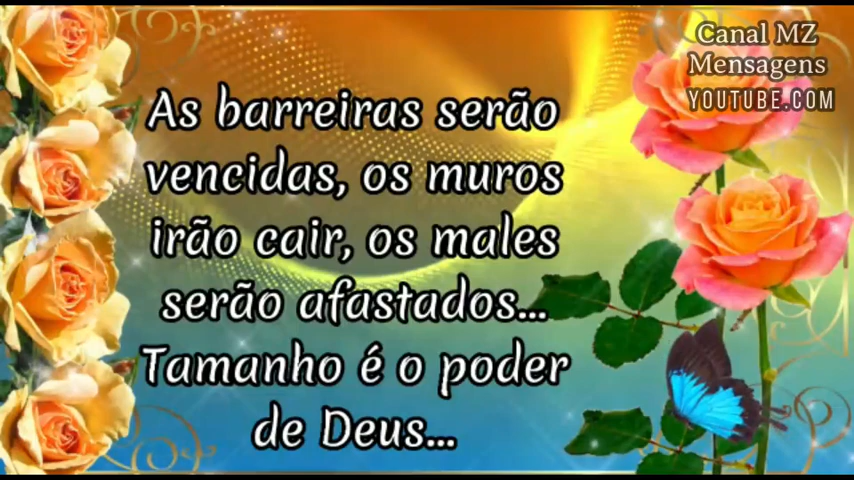 Canal MZ
Mensagens
YOUTUBE.COM
As barreiras serão
vencidas, os muros
irão cair, os males
serão afastados...
Tamanho é o poder
de Deus...